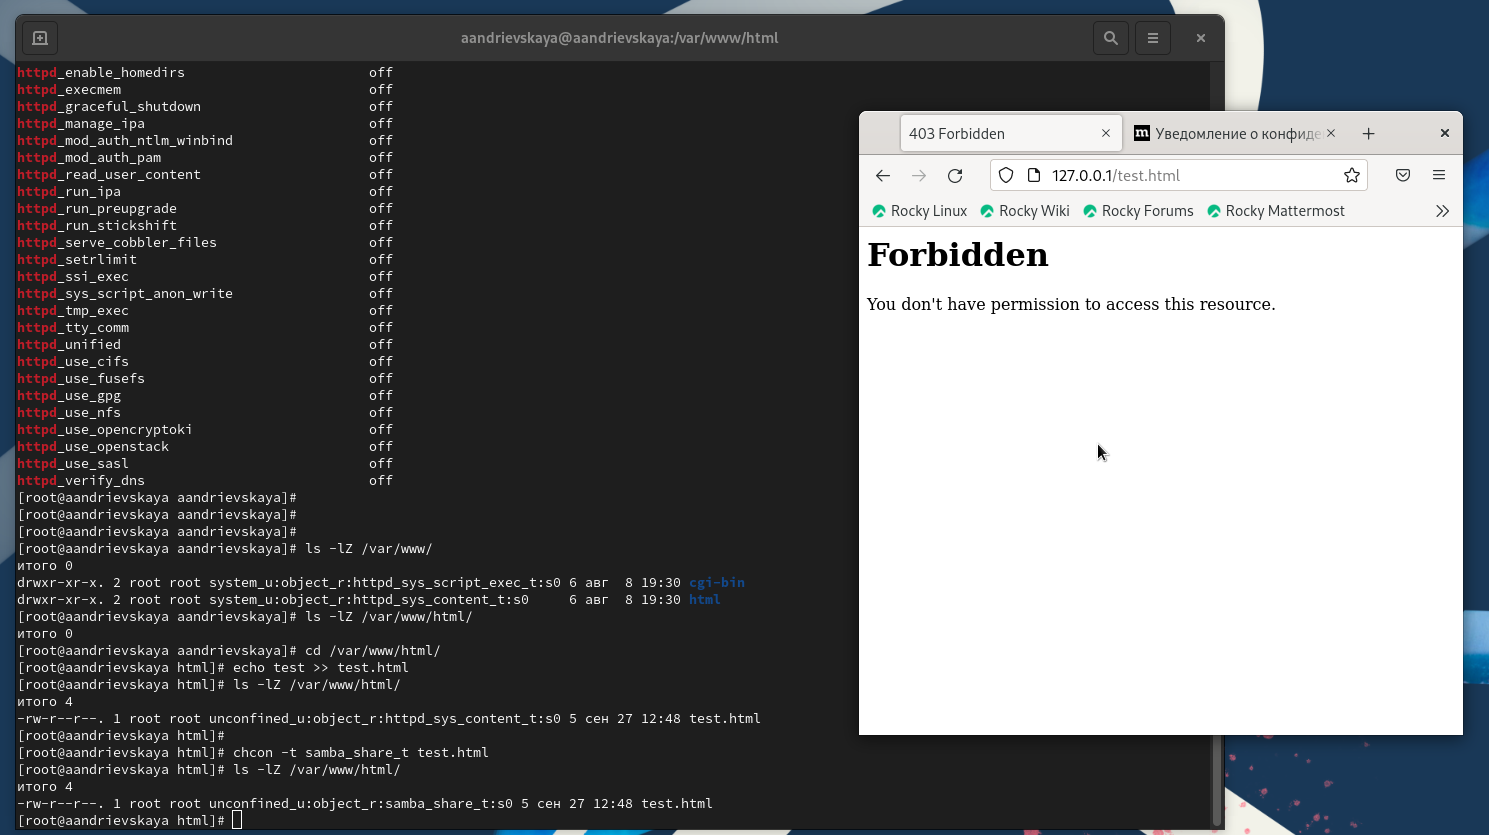 aandrievskaya@aandrievskaya:/var/www/html
httpd_enable_homedirs off
httpd_execmem off
httpd_graceful_shutdown off
httpd_manage_ipa off
httpd_mod_auth_ntlm_winbind off
httpd_mod_auth_pam off
httpd_read_user_content off
httpd_run_ipa off
httpd_run_preupgrade off
httpd_run_stickshift off
httpd_serve_cobbler_files off
httpd_setrlimit off
httpd_ssi_exec off
httpd_sys_script_anon_write off
httpd_tmp_exec off
httpd_tty_comm off
httpd_unified off
httpd_use_cifs off
httpd_use_fusefs off
httpd_use_gpg off
httpd_use_nfs off
httpd_use_opencryptoki off
httpd_use_openstack off
httpd_use_sasl off
httpd_verify_dns off
[root@aandrievskaya aandrievskaya]#
[root@aandrievskaya aandrievskaya]#
[root@aandrievskaya aandrievskaya]#
[root@aandrievskaya aandrievskaya]# ls -lZ /var/www/
итого 0
drwxr-xr-x. 2 root root system_u:object_r:httpd_sys_script_exec_t:s0 6 авг 8 19:30 cgi-bin
drwxr-xr-x. 2 root root system_u:object_r:httpd_sys_content_t:s0 6 авг 8 19:30 html
[root@aandrievskaya aandrievskaya]# ls -lZ /var/www/html/
итого 0
[root@aandrievskaya aandrievskaya]# cd /var/www/html/
[root@aandrievskaya html]# echo test >> test.html
[root@aandrievskaya html]# ls -lZ /var/www/html/
итого 4
-rw-r--r--. 1 root root unconfined_u:object_r:httpd_sys_content_t:s0 5 сен 27 12:48 test.html
[root@aandrievskaya html]#
[root@aandrievskaya html]# chcon -t samba_share_t test.html
[root@aandrievskaya html]# ls -lZ /var/www/html/
итого 4
-rw-r--r--. 1 root root unconfined_u:object_r:samba_share_t:s0 5 сен 27 12:48 test.html
[root@aandrievskaya html]#
403 Forbidden
m Уведомление о конфиде
127.0.0.1/test.html
Rocky Linux Rocky Wiki Rocky Forums Rocky Mattermost
Forbidden
You don't have permission to access this resource.